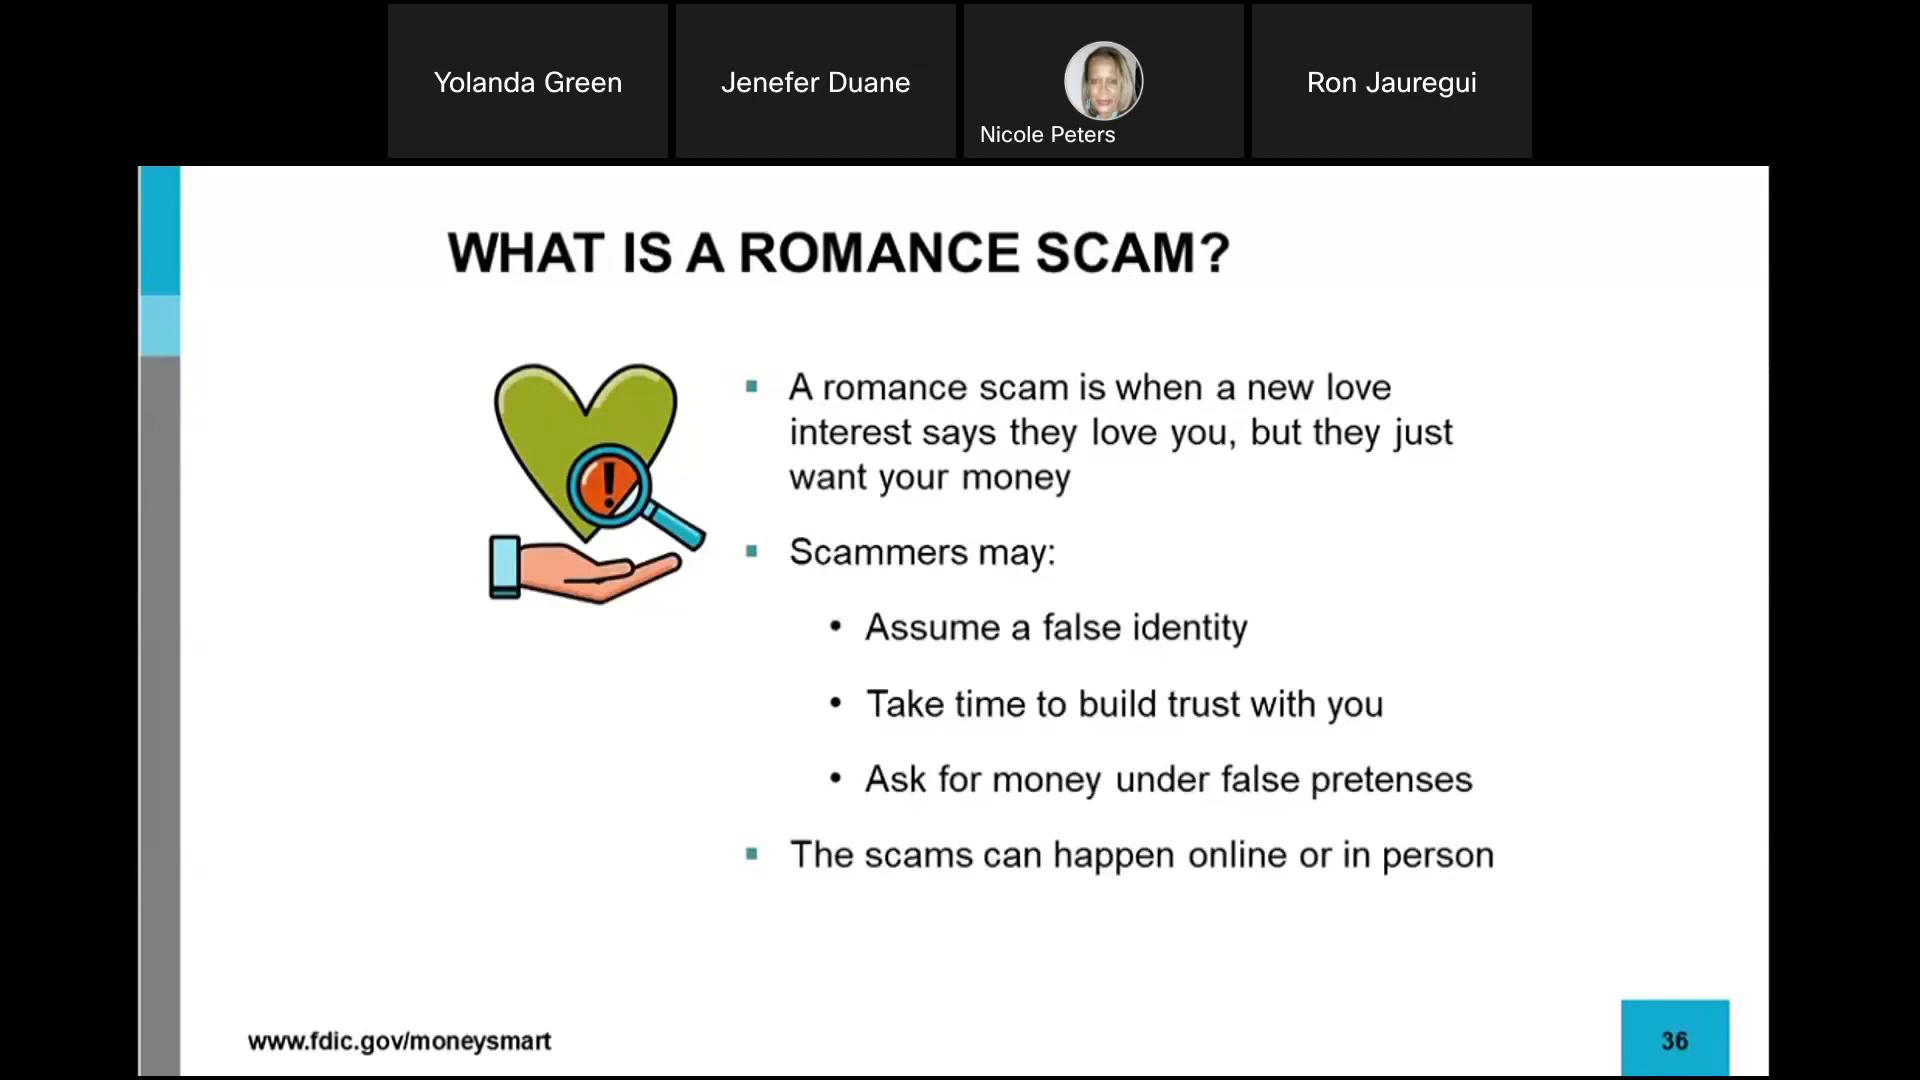 Yolanda Green
Jenefer Duane
Nicole Peters
Ron Jauregui
WHAT IS A ROMANCE SCAM?
▪ A romance scam is when a new love
interest says they love you, but they just
want your money
▪ Scammers may:
• Assume a false identity
• Take time to build trust with you
• Ask for money under false pretenses
▪ The scams can happen online or in person
www.fdic.gov/moneysmart
36